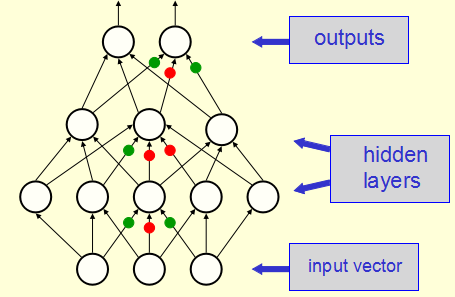 outputs
hidden
layers
input vector